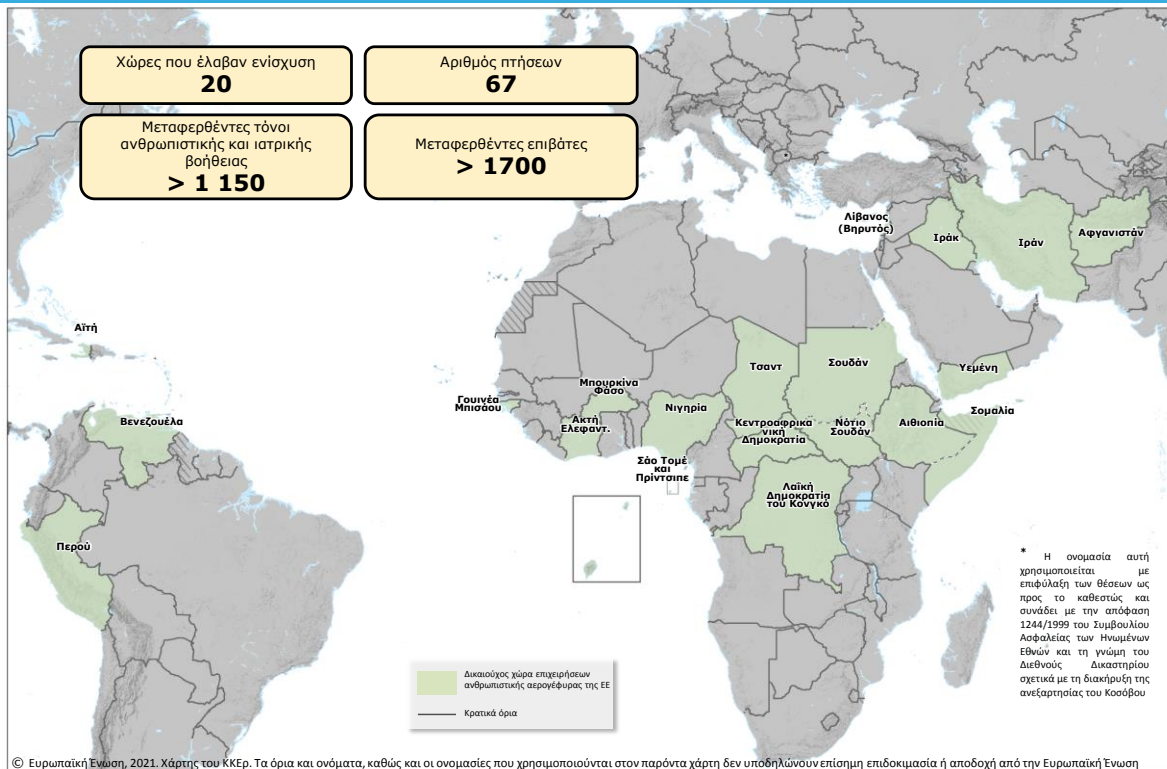 Χώρες που έλαβαν ενίσχυση
20
Αριθμός πτήσεων
67
Μεταφερθέντες τόνοι
ανθρωπιστικής και ιατρικής
βοήθειας
> 1 150
Μεταφερθέντες επιβάτες
> 1700
Λίβανος
(Βηρυτός)
Ιράκ
Ιράν
Αφγανιστάν
Αϊτή
Τσαντ
Σουδάν
Υεμένη
Μπουρκίνα
Φάσο
Γουινέα
Μπισάου
Νιγηρία
Σομαλία
Βενεζουέλα
Ακτή
Ελεφαντ.
Κεντροαφρικα
νική
Δημοκρατία
Νότιο
Σουδάν
Αιθιοπία
Σάο Τομέ
και
Πρίντσιπε
Λαϊκή
Δημοκρατία
του Κονγκό
Περού
* Η ονομασία αυτή
χρησιμοποιείται με
επιφύλαξη των θέσεων ως
προς το καθεστώς και
συνάδει με την απόφαση
1244/1999 του Συμβουλίου
Ασφαλείας των Ηνωμένων
Εθνών και τη γνώμη του
Διεθνούς Δικαστηρίου
σχετικά με τη διακήρυξη της
ανεξαρτησίας του Κοσόβου
Δικαιούχος χώρα επιχειρήσεων
ανθρωπιστικής αερογέφυρας της ΕΕ
Κρατικά όρια
© Ευρωπαϊκή Ένωση, 2021. Χάρτης του ΚΚΕρ. Τα όρια και ονόματα, καθώς και οι ονομασίες που χρησιμοποιούνται στον παρόντα χάρτη δεν υποδηλώνουν επίσημη επιδοκιμασία ή αποδοχή από την Ευρωπαϊκή Ένωση